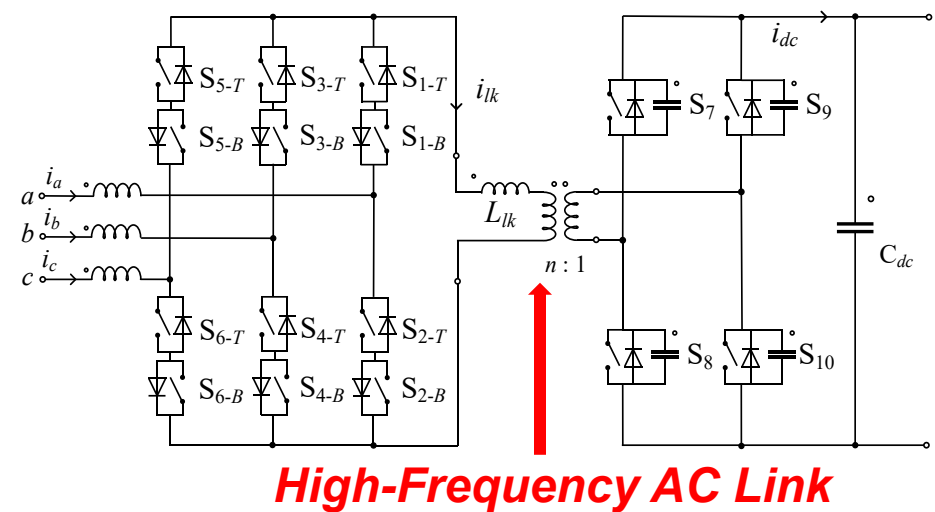 i_dc
S5-T S3-T S1-T i_lk S7 S9
S5-B S3-B S1-B
i_a
a
i_b
b
L_lk
i_c
c
n : 1
C_dc
S6-T S4-T S2-T
S8 S10
S6-B S4-B S2-B
High-Frequency AC Link